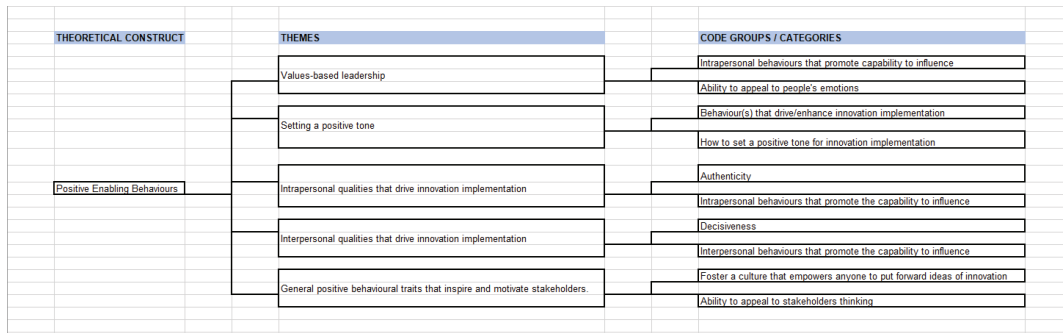 THEORETICAL CONSTRUCT
THEMES
CODE GROUPS / CATEGORIES
Intrapersonal behaviours that promote capability to influence
Values-based leadership
Ability to appeal to people's emotions
Behaviour(s) that drive/enhance innovation implementation
Setting a positive tone
How to set a positive tone for innovation implementation
Authenticity
Positive Enabling Behaviours
Intrapersonal qualities that drive innovation implementation
Intrapersonal behaviours that promote the capability to influence
Decisiveness
Interpersonal qualities that drive innovation implementation
Interpersonal behaviours that promote the capability to influence
Foster a culture that empowers anyone to put forward ideas of innovation
General positive behavioural traits that inspire and motivate stakeholders.
Ability to appeal to stakeholders thinking